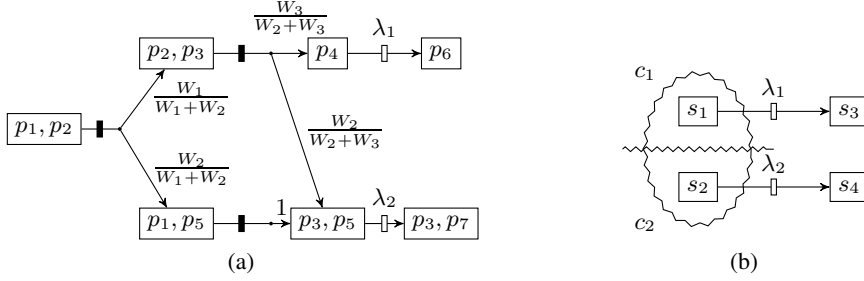 W₃/(W₂+W₃)
λ₁
p₂, p₃
p₄
p₆
W₁/(W₁+W₂)
p₁, p₂
W₂/(W₂+W₃)
W₂/(W₁+W₂)
1
λ₂
p₁, p₅
p₃, p₅
p₃, p₇
(a)
c₁
λ₁
s₁
s₃
λ₂
s₂
s₄
c₂
(b)